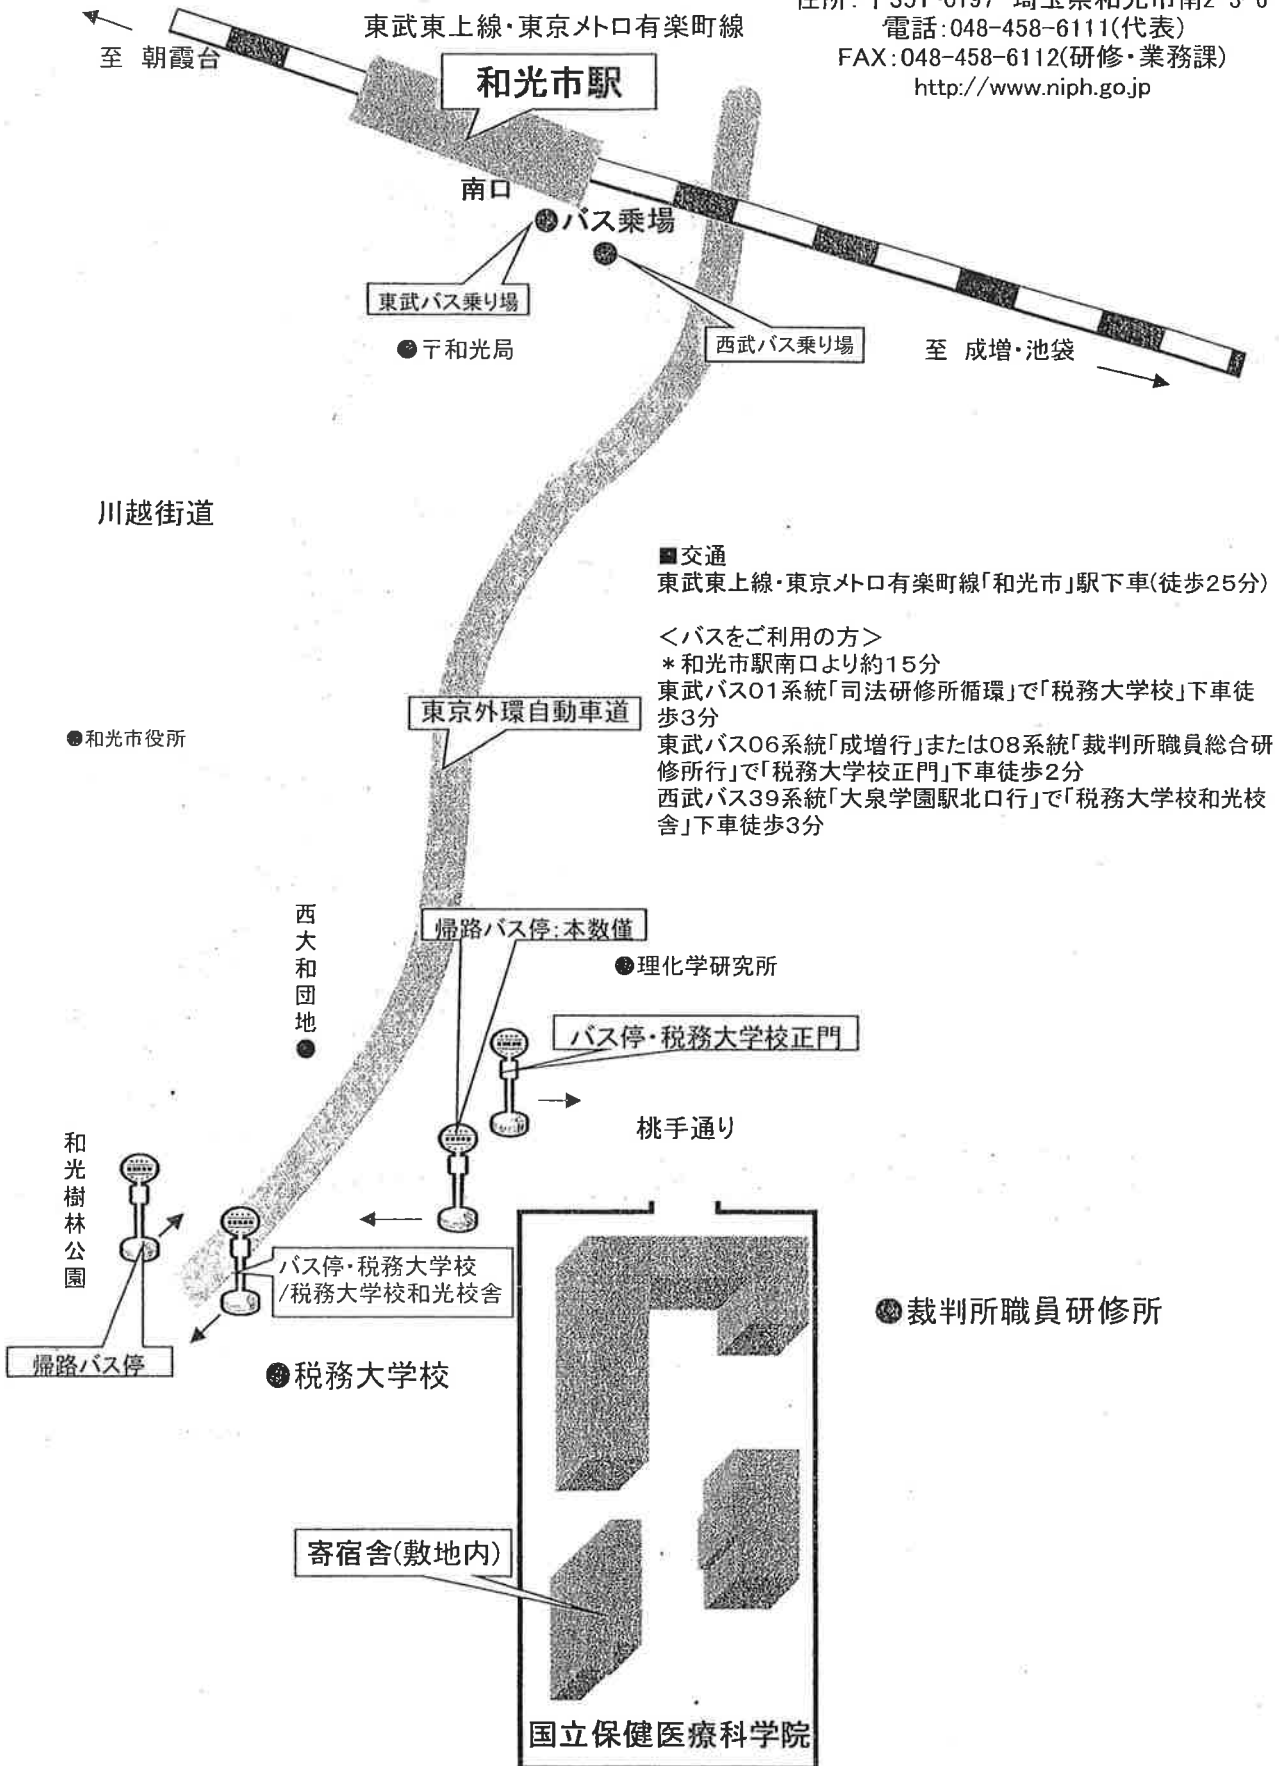 住所:〒351-0197 埼玉県和光市南2-3-6
東武東上線・東京メトロ有楽町線
電話:048-458-6111(代表)
至 朝霞台
FAX:048-458-6112(研修・業務課)
和光市駅
http://www.niph.go.jp
南口
バス乗場
東武バス乗り場
〒和光局
西武バス乗り場
至 成増・池袋
川越街道
■交通
東武東上線・東京メトロ有楽町線「和光市」駅下車(徒歩25分)
＜バスをご利用の方＞
*和光市駅南口より約15分
東武バス01系統「司法研修所循環」で「税務大学校」下車徒
歩3分
東武バス06系統「成増行」または08系統「裁判所職員総合研
修所行」で「税務大学校正門」下車徒歩2分
西武バス39系統「大泉学園駅北口行」で「税務大学校和光校
舎」下車徒歩3分
東京外環自動車道
●和光市役所
西大和団地
帰路バス停:本数僅
●理化学研究所
バス停・税務大学校正門
桃手通り
和光樹林公園
バス停・税務大学校
/税務大学校和光校舎
●裁判所職員研修所
帰路バス停
●税務大学校
寄宿舎(敷地内)
国立保健医療科学院